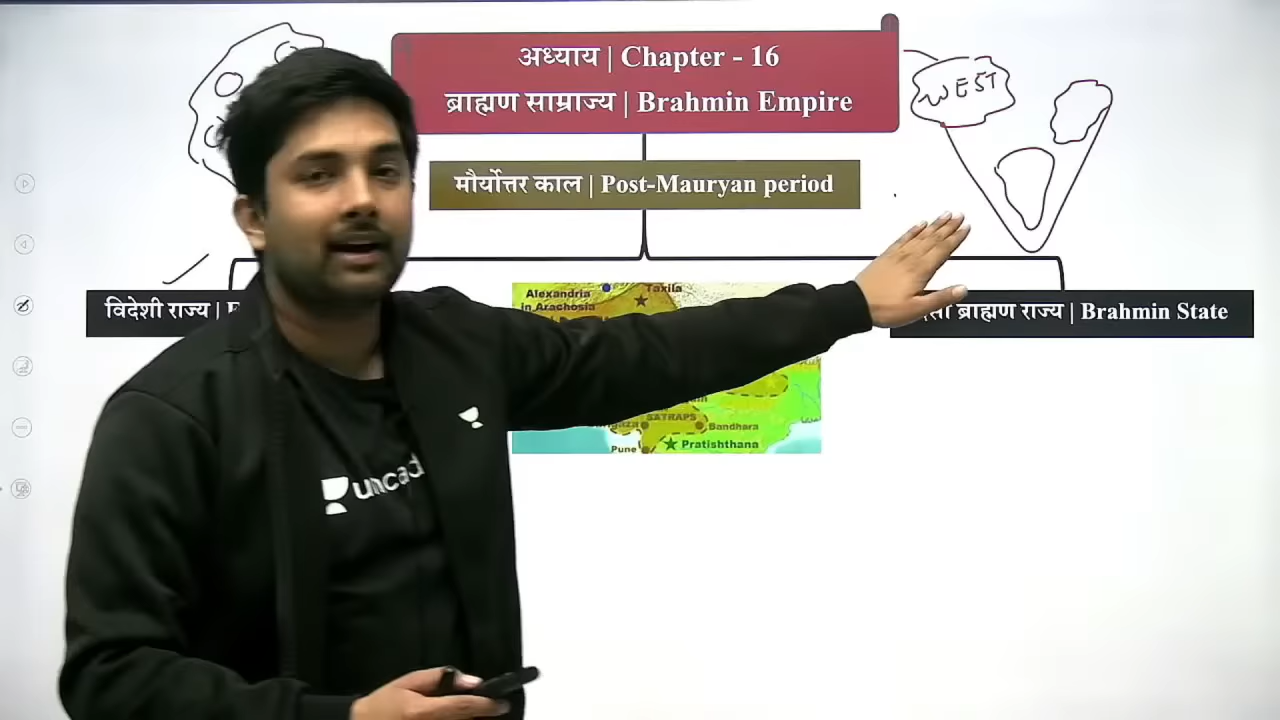 अध्याय | Chapter - 16
ब्राह्मण साम्राज्य | Brahmin Empire
WEST
मौर्योत्तर काल | Post-Mauryan period
विदेशी राज्य |
ब्राह्मण राज्य | Brahmin State
Alexandria
in Arachosia
Taxila
SATRAPS
Bandhara
Pune
Pratishthana